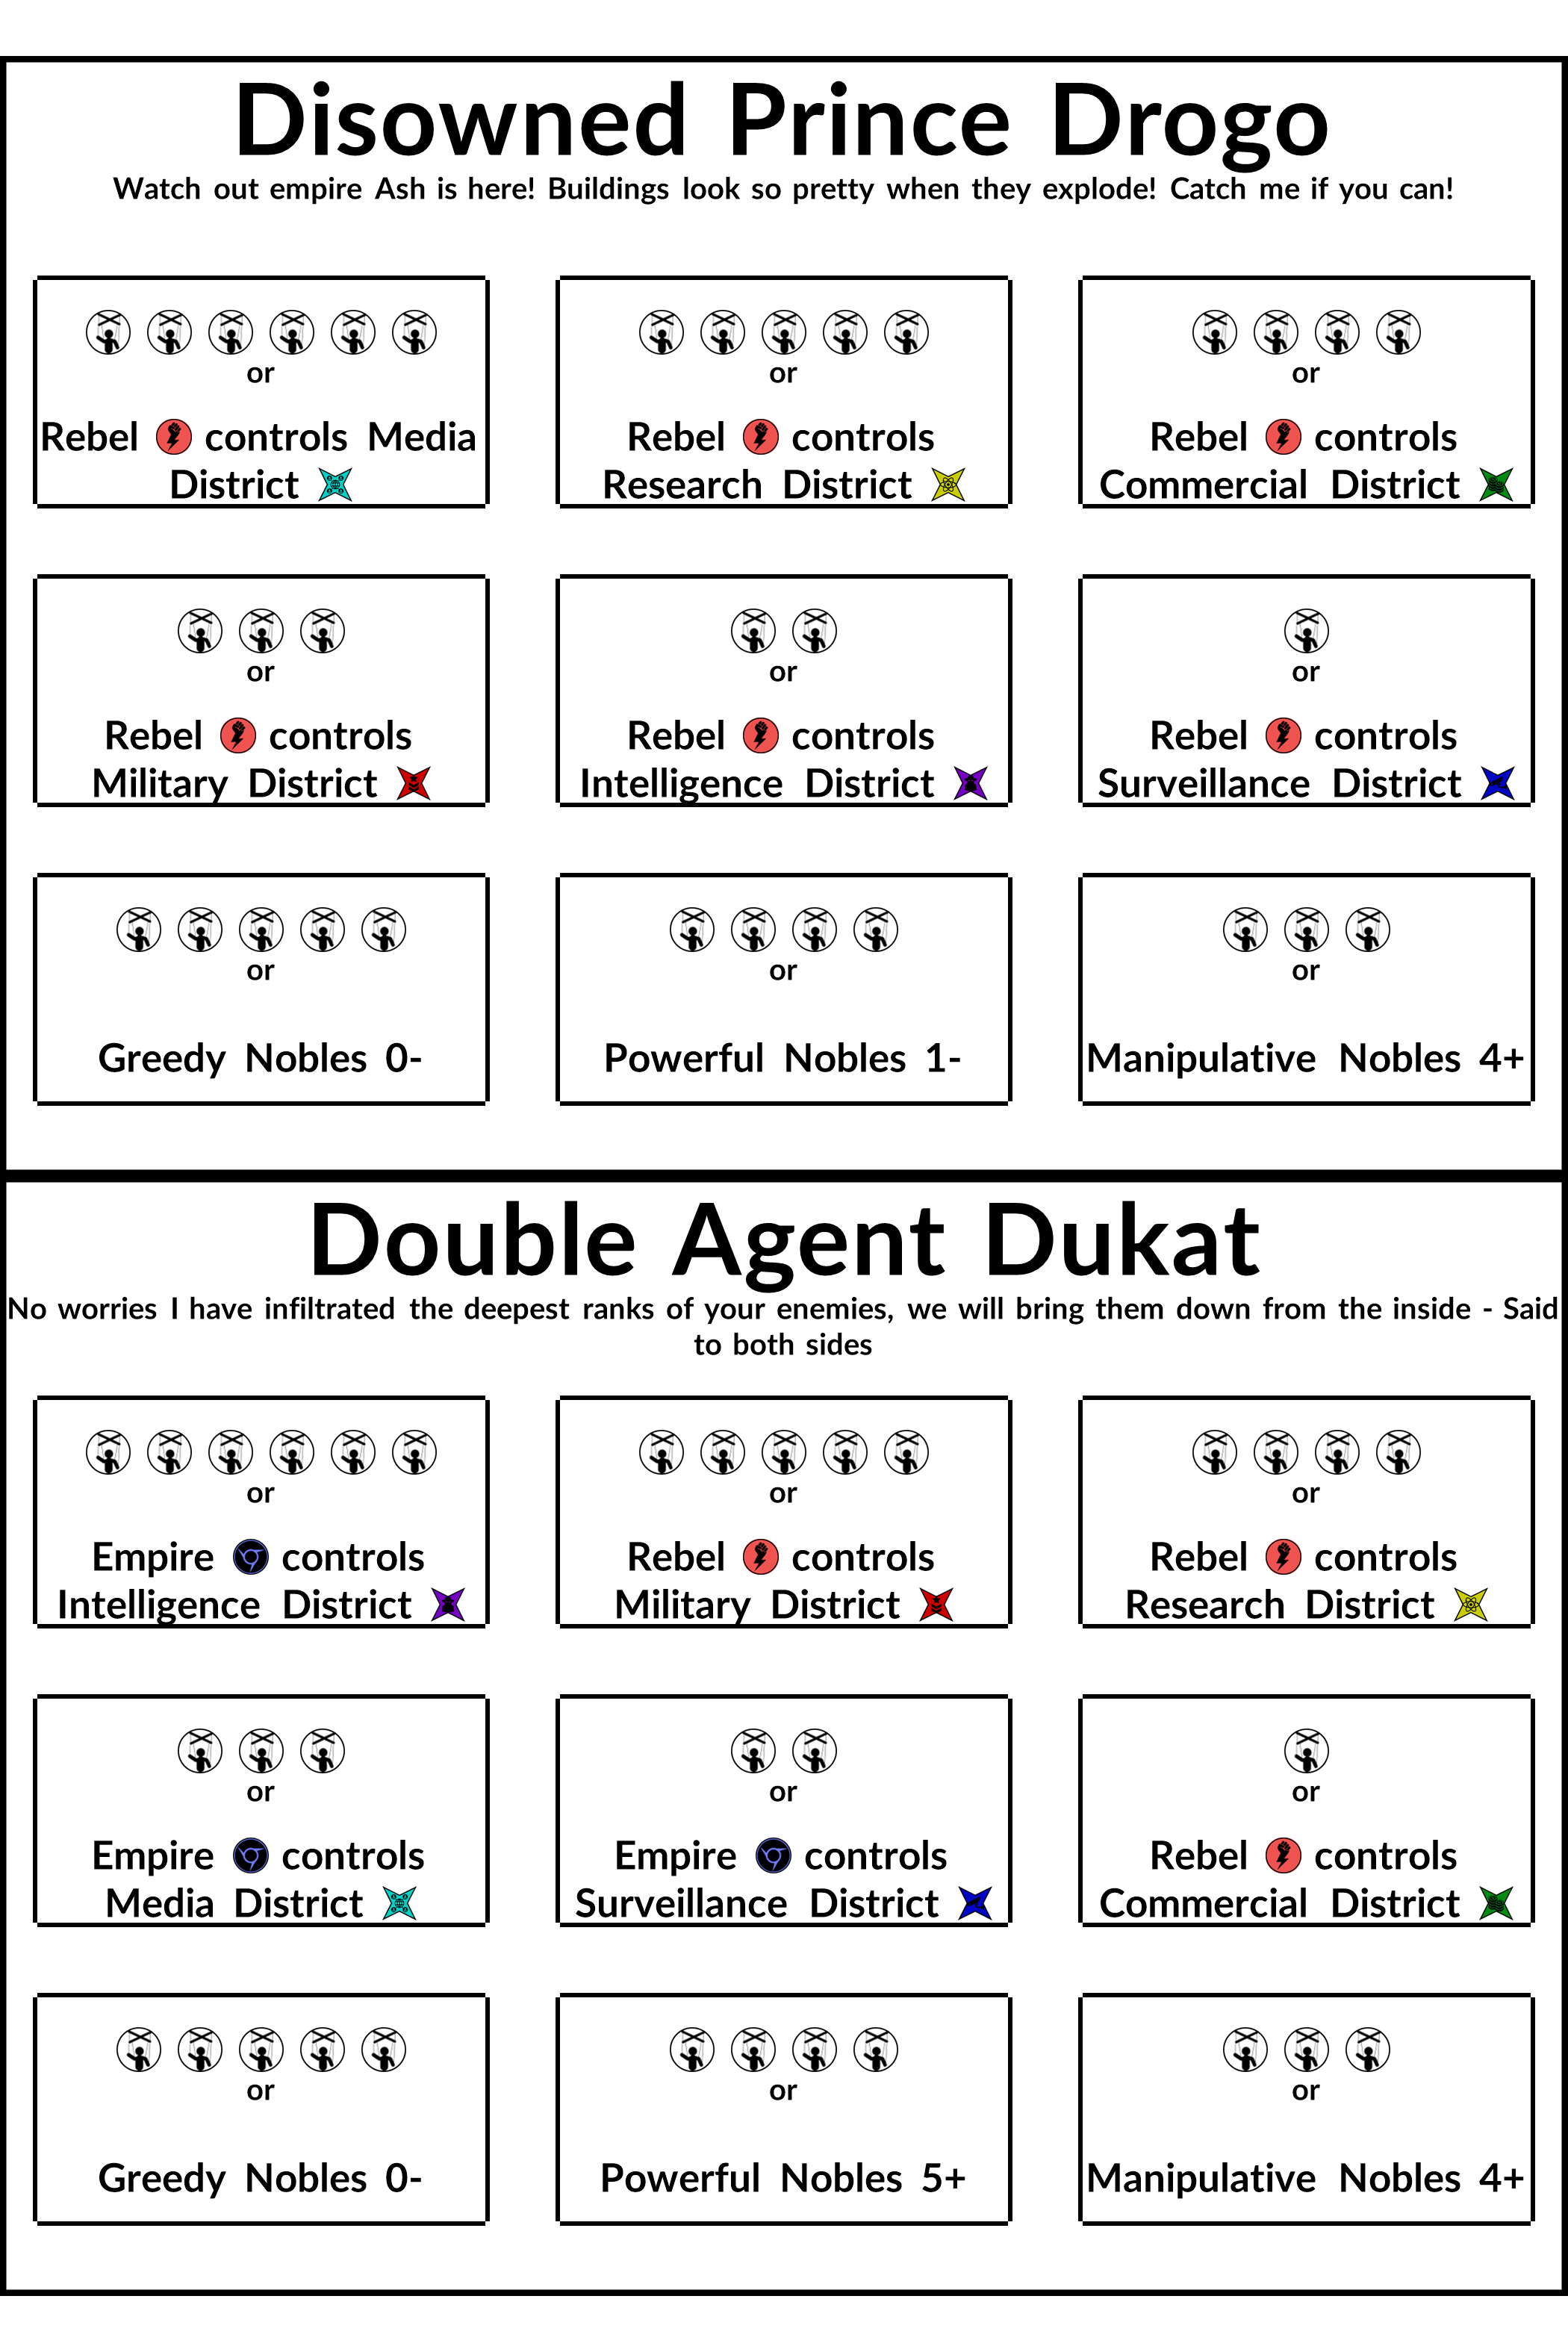 Disowned Prince Drogo
Watch out empire Ash is here! Buildings look so pretty when they explode! Catch me if you can!
or
Rebel controls Media
District
or
Rebel controls
Research District
or
Rebel controls
Commercial District
or
Rebel controls
Military District
or
Rebel controls
Intelligence District
or
Rebel controls
Surveillance District
or
Greedy Nobles 0-
or
Powerful Nobles 1-
or
Manipulative Nobles 4+
Double Agent Dukat
No worries I have infiltrated the deepest ranks of your enemies, we will bring them down from the inside - Said
to both sides
or
Empire controls
Intelligence District
or
Rebel controls
Military District
or
Rebel controls
Research District
or
Empire controls
Media District
or
Empire controls
Surveillance District
or
Rebel controls
Commercial District
or
Greedy Nobles 0-
or
Powerful Nobles 5+
or
Manipulative Nobles 4+